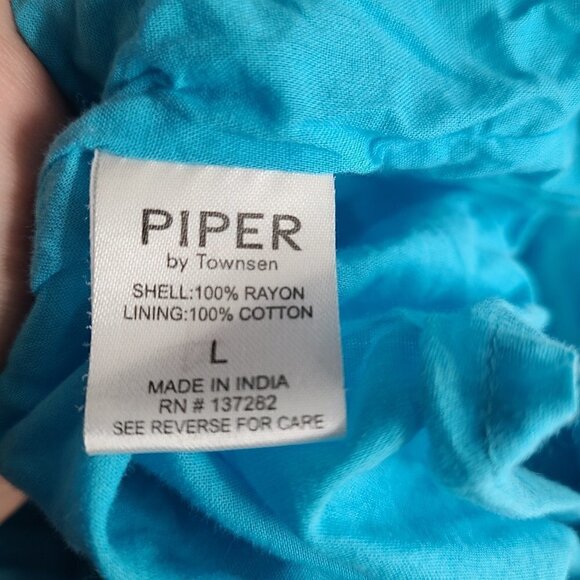 PIPER
by Townsen
SHELL:100% RAYON
LINING:100% COTTON
L
MADE IN INDIA
RN # 137282
SEE REVERSE FOR CARE